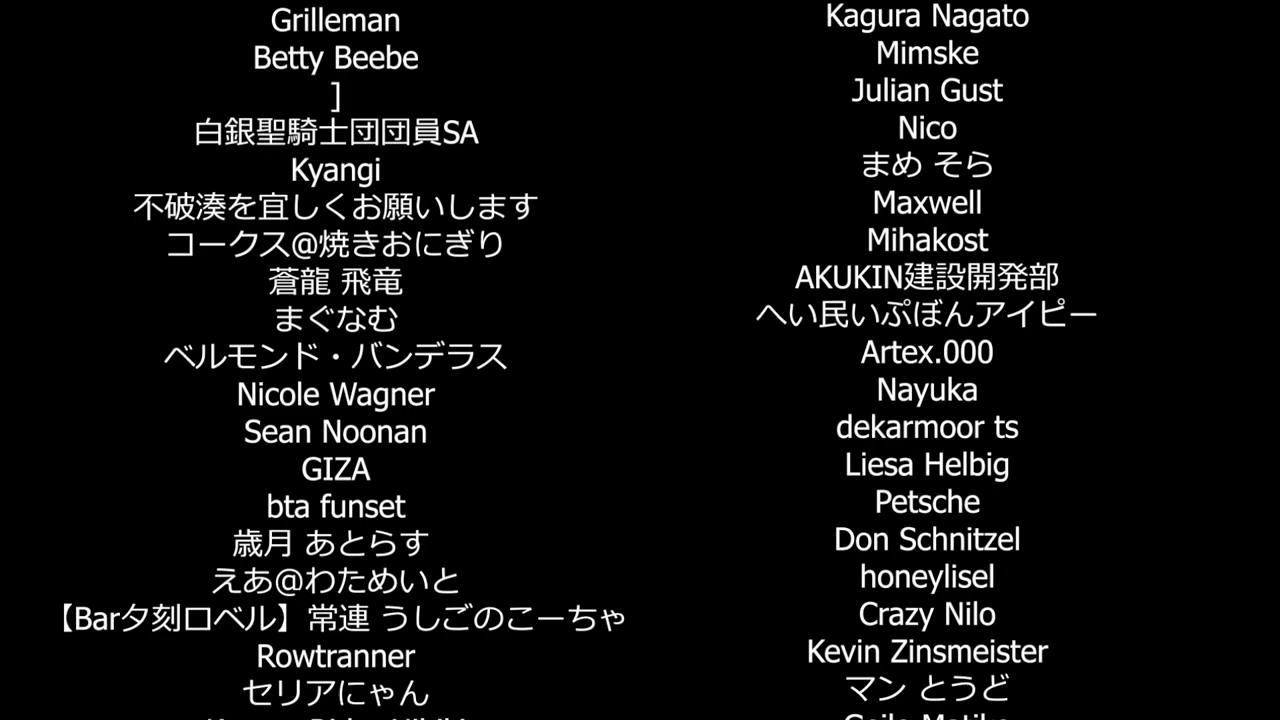 Grilleman
Betty Beebe
]
白銀聖騎士団団員SA
Kyangi
不破湊を宜しくお願いします
コークス@焼きおにぎり
蒼龍 飛竜
まぐなむ
ベルモンド・バンデラス
Nicole Wagner
Sean Noonan
GIZA
bta funset
歳月 あとらす
えあ@わためいと
【Bar夕刻ロベル】常連 うしごのこーちゃ
Rowtranner
セリアにゃん
Kagura Nagato
Mimske
Julian Gust
Nico
まめ そら
Maxwell
Mihakost
AKUKIN建設開発部
へい民いぷぼんアイピー
Artex.000
Nayuka
dekarmoor ts
Liesa Helbig
Petsche
Don Schnitzel
honeylisel
Crazy Nilo
Kevin Zinsmeister
マン とうど